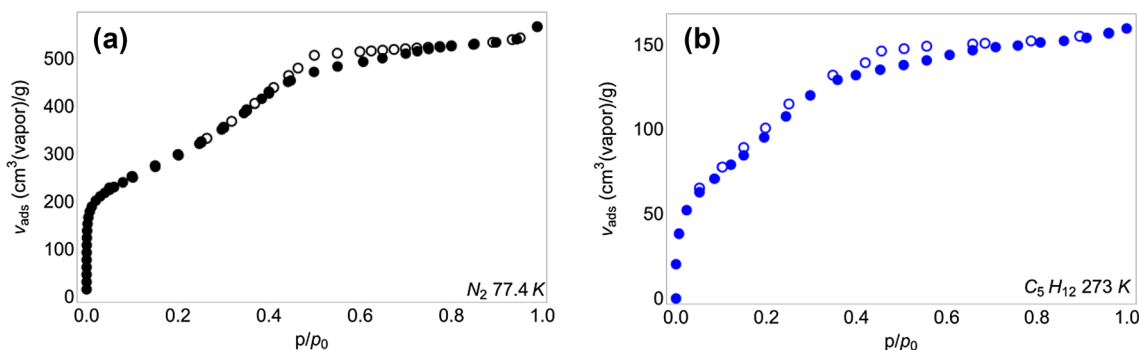 (a)
500
400
300
200
100
0
v_ads (cm³(vapor)/g)
N₂ 77.4 K
0.0 0.2 0.4 0.6 0.8 1.0
p/p₀
(b)
150
100
50
0
v_ads (cm³(vapor)/g)
C₅ H₁₂ 273 K
0.0 0.2 0.4 0.6 0.8 1.0
p/p₀